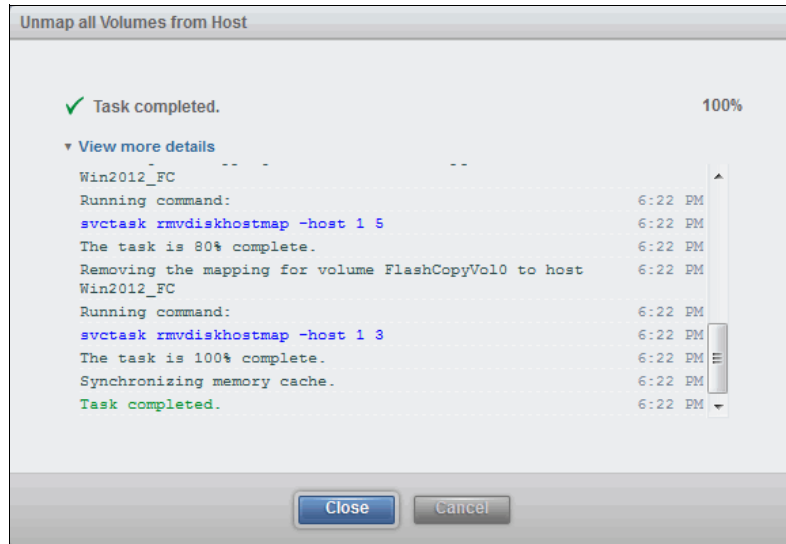 Unmap all Volumes from Host
Task completed. 100%
View more details
Win2012_FC
Running command: 6:22 PM
svctask rmvdiskhostmap -host 1 5 6:22 PM
The task is 80% complete. 6:22 PM
Removing the mapping for volume FlashCopyVol0 to host 6:22 PM
Win2012_FC
Running command: 6:22 PM
svctask rmvdiskhostmap -host 1 3 6:22 PM
The task is 100% complete. 6:22 PM
Synchronizing memory cache. 6:22 PM
Task completed. 6:22 PM
Close Cancel